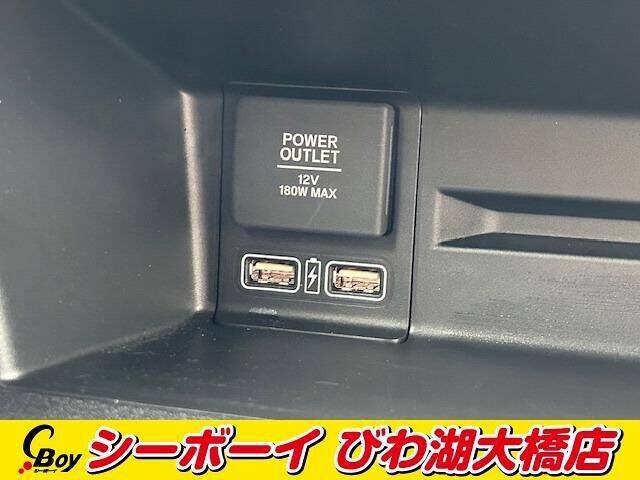 POWER
OUTLET
12V
180W MAX
C Boy
シーボーイ
シーボーイ びわ湖大橋店